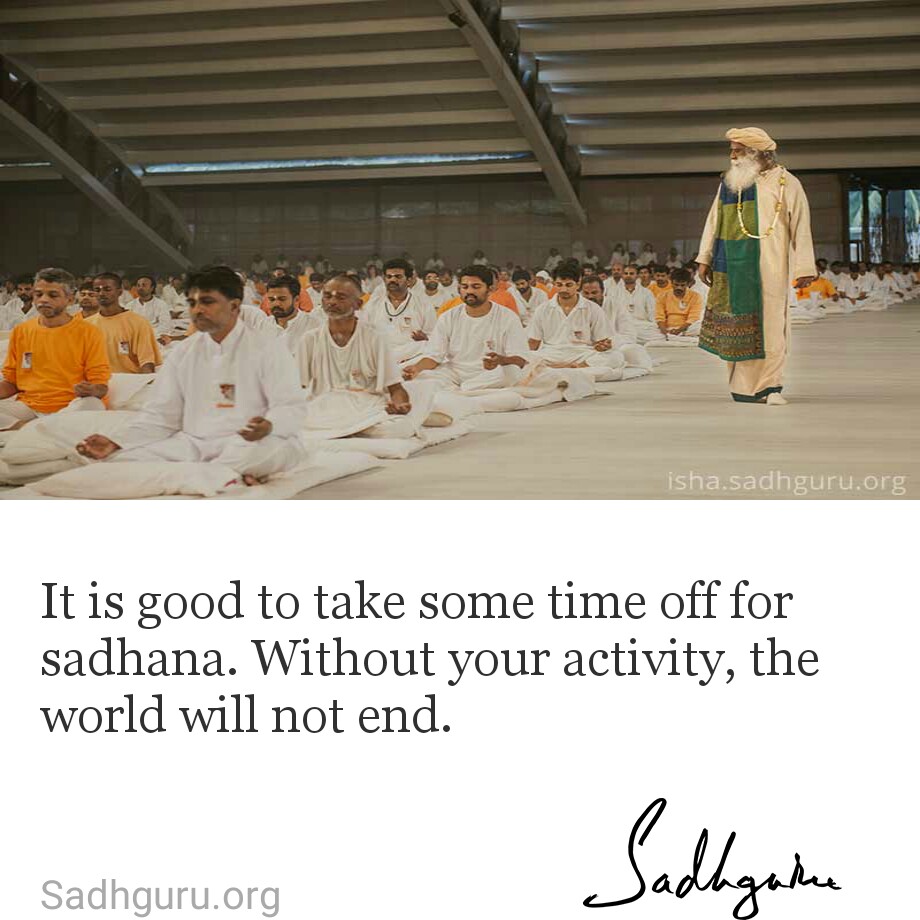 isha.sadhguru.org
It is good to take some time off for
sadhana. Without your activity, the
world will not end.
Sadhguru
Sadhguru.org